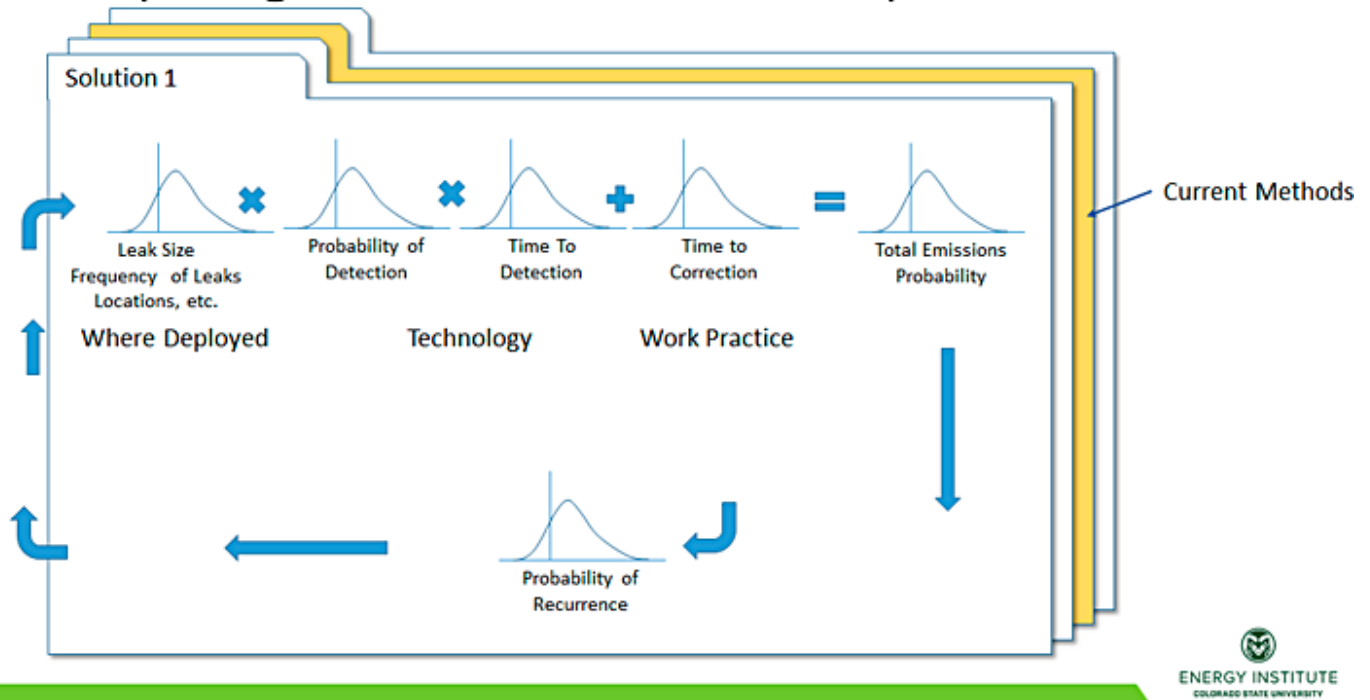 Solution 1
Leak Size
Frequency of Leaks
Locations, etc.
Probability of
Detection
Time To
Detection
Time to
Correction
Total Emissions
Probability
Current Methods
Where Deployed
Technology
Work Practice
Probability of
Recurrence
ENERGY INSTITUTE
COLORADO STATE UNIVERSITY